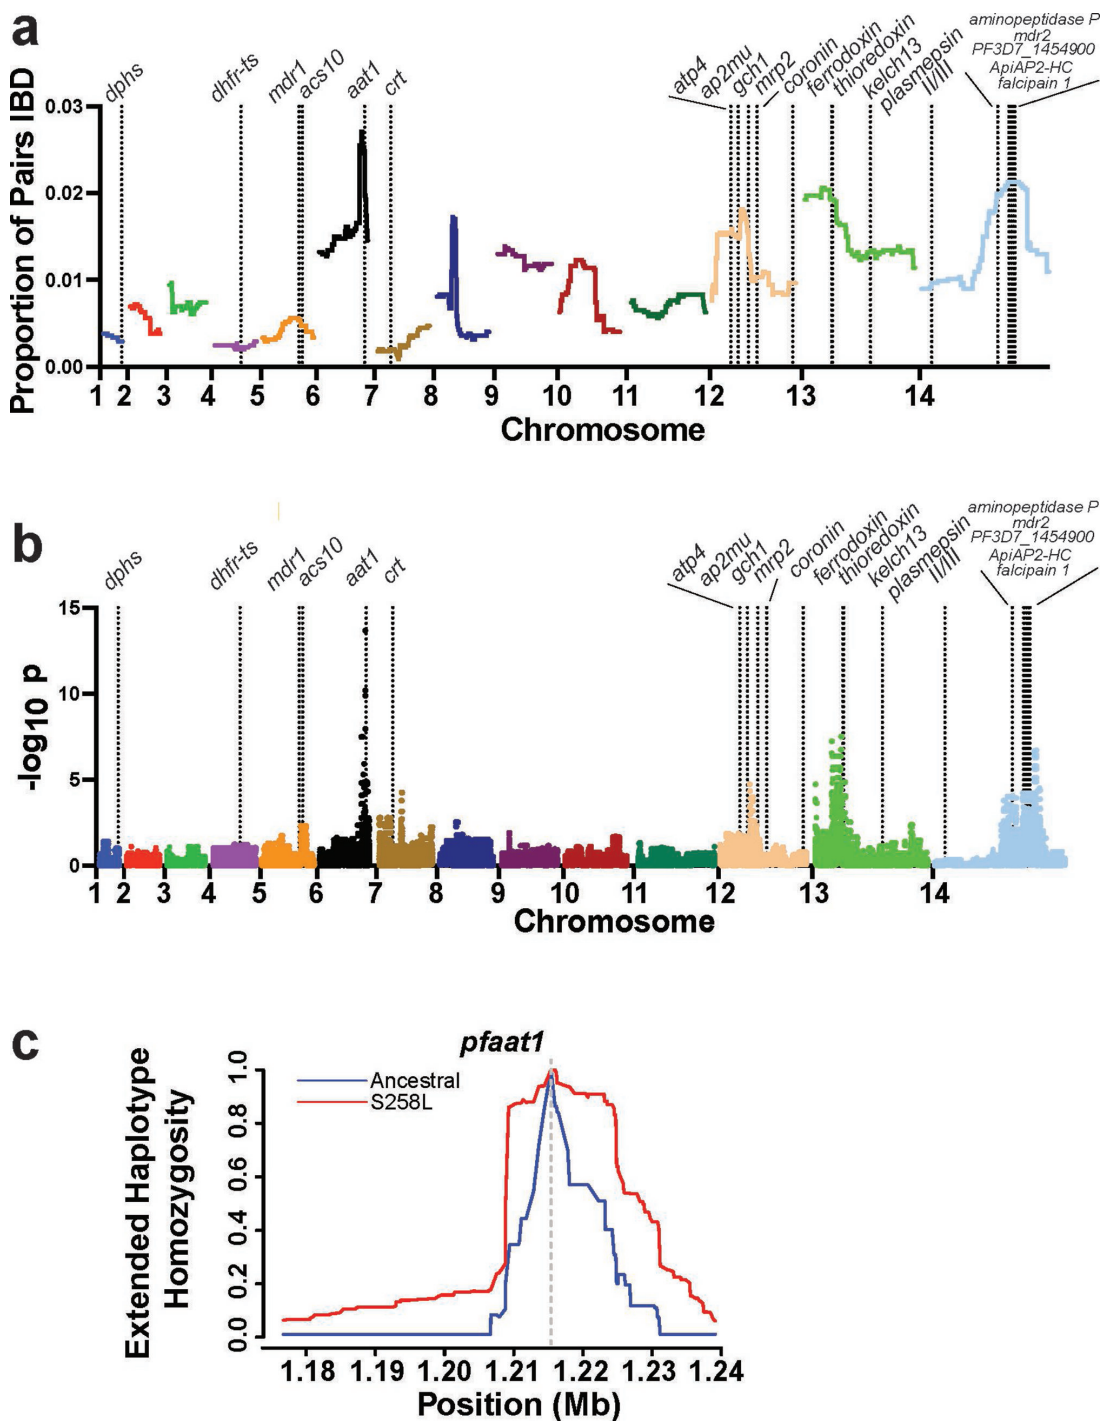 a
dphs
dhfr-ts
mdr1
acs10
aat1
crt
atp4
ap2mu
gch1
mrp2
coronin
ferrodoxin
thioredoxin
kelch13
plasmepsin
II/III
aminopeptidase P
mdr2
PF3D7_1454900
ApiAP2-HC
falcipain 1
Proportion of Pairs IBD
0.03
0.02
0.01
0.00
1 2 3 4 5 6 7 8 9 10 11 12 13 14
Chromosome
b
dphs
dhfr-ts
mdr1
acs10
aat1
crt
atp4
ap2mu
gch1
mrp2
coronin
ferrodoxin
thioredoxin
kelch13
plasmepsin
II/III
aminopeptidase P
mdr2
PF3D7_1454900
ApiAP2-HC
falcipain 1
-log10 p
15
10
5
0
1 2 3 4 5 6 7 8 9 10 11 12 13 14
Chromosome
c
pfaat1
Extended Haplotype
Homozygosity
1.0
0.8
0.6
0.4
0.2
0.0
Ancestral
S258L
1.18 1.19 1.20 1.21 1.22 1.23 1.24
Position (Mb)